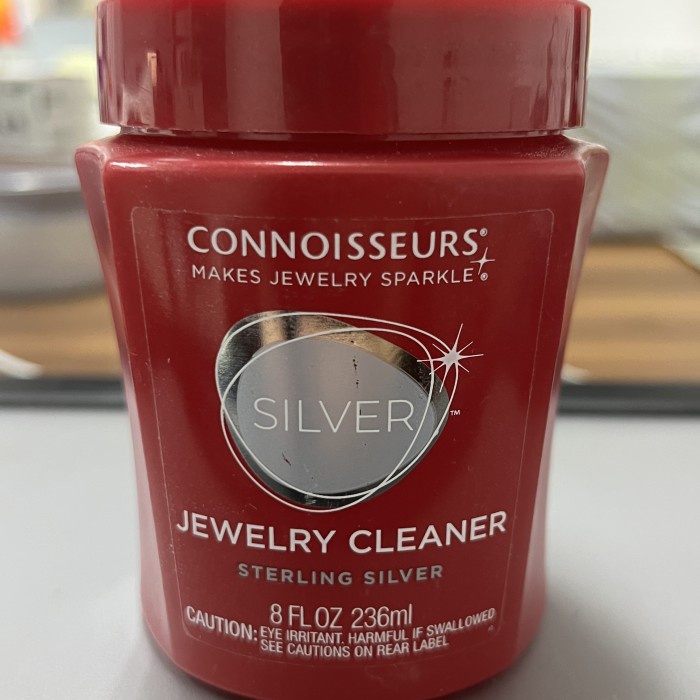 CONNOISSEURS®
MAKES JEWELRY SPARKLE®
SILVER™
JEWELRY CLEANER
STERLING SILVER
8 FL OZ 236ml
CAUTION: EYE IRRITANT. HARMFUL IF SWALLOWED
SEE CAUTIONS ON REAR LABEL